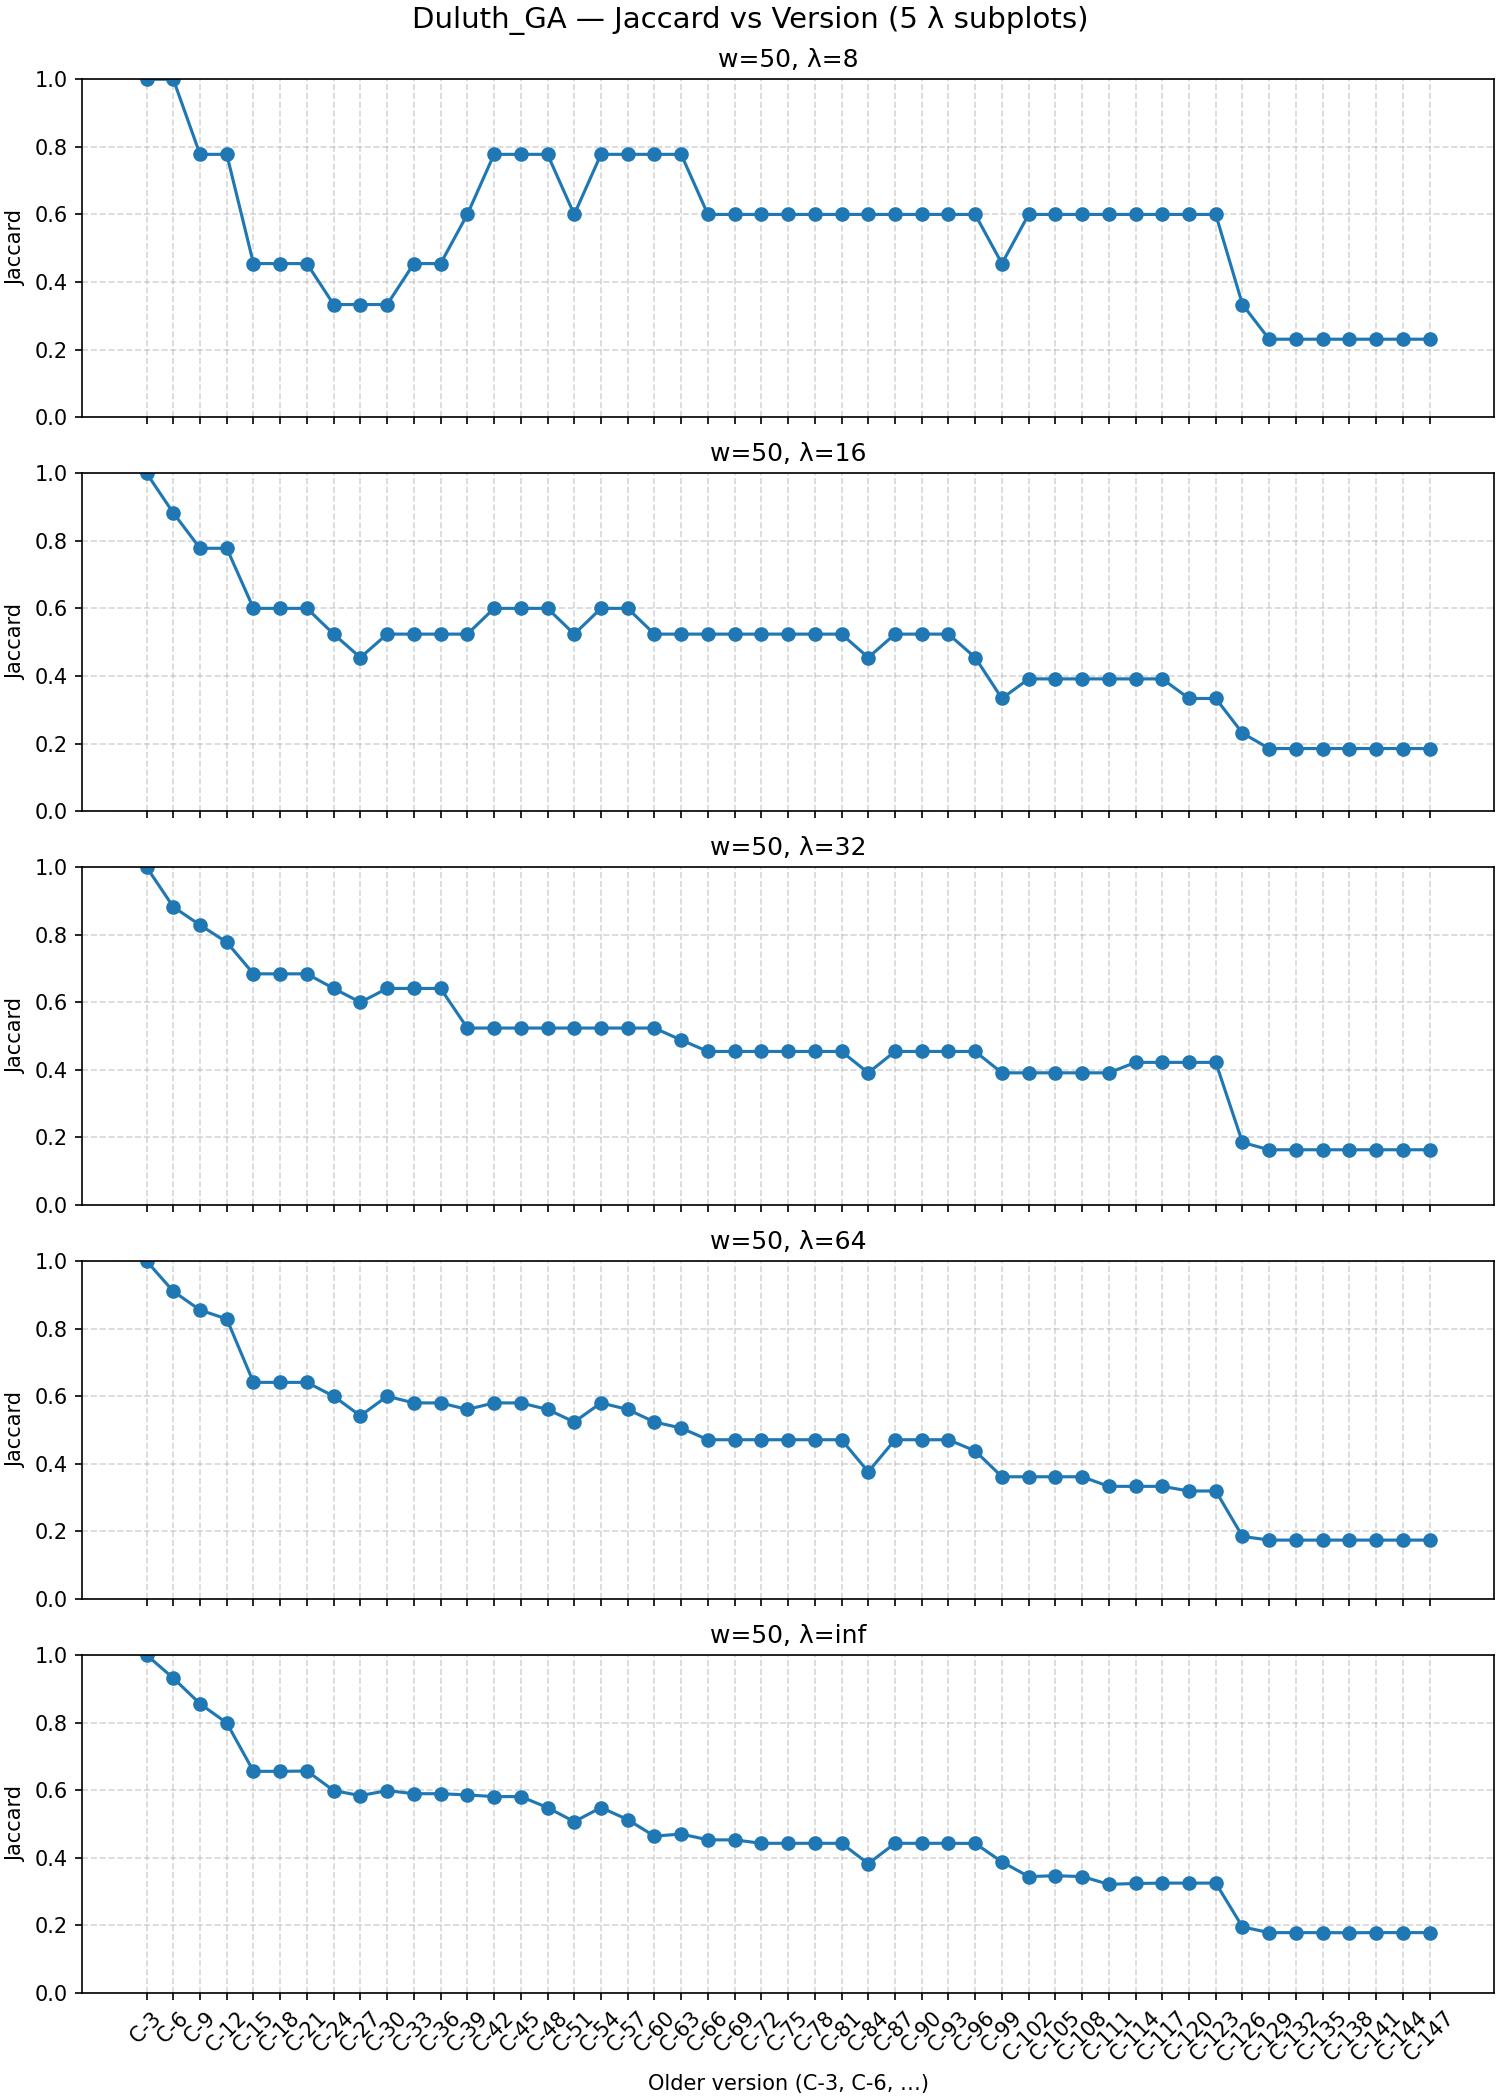 Duluth_GA — Jaccard vs Version (5 λ subplots)
w=50, λ=8
1.0
0.8
0.6
0.4
0.2
0.0
Jaccard
w=50, λ=16
1.0
0.8
0.6
0.4
0.2
0.0
Jaccard
w=50, λ=32
1.0
0.8
0.6
0.4
0.2
0.0
Jaccard
w=50, λ=64
1.0
0.8
0.6
0.4
0.2
0.0
Jaccard
w=50, λ=inf
1.0
0.8
0.6
0.4
0.2
0.0
Jaccard
C-3 C-6 C-9 C-12 C-15 C-18 C-21 C-24 C-27 C-30 C-33 C-36 C-39 C-42 C-45 C-48 C-51 C-54 C-57 C-60 C-63 C-66 C-69 C-72 C-75 C-78 C-81 C-84 C-87 C-90 C-93 C-96 C-99 C-102 C-105 C-108 C-111 C-114 C-117 C-120 C-123 C-126 C-129 C-132 C-135 C-138 C-141 C-144 C-147
Older version (C-3, C-6, ...)